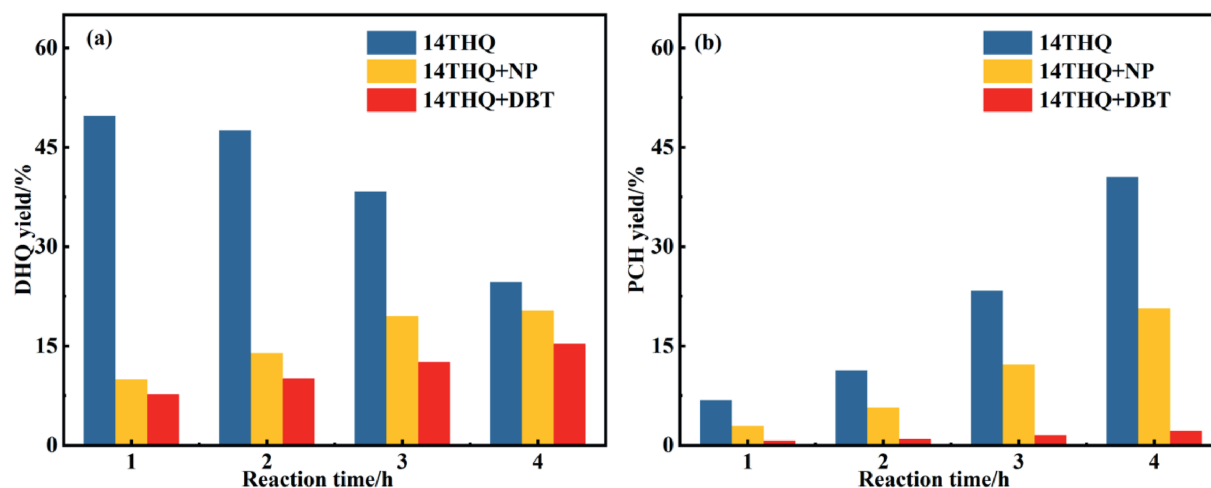 (a)
14THQ
14THQ+NP
14THQ+DBT
DHQ yield/%
60
45
30
15
0
1 2 3 4
Reaction time/h
(b)
14THQ
14THQ+NP
14THQ+DBT
PCH yield/%
60
45
30
15
0
1 2 3 4
Reaction time/h